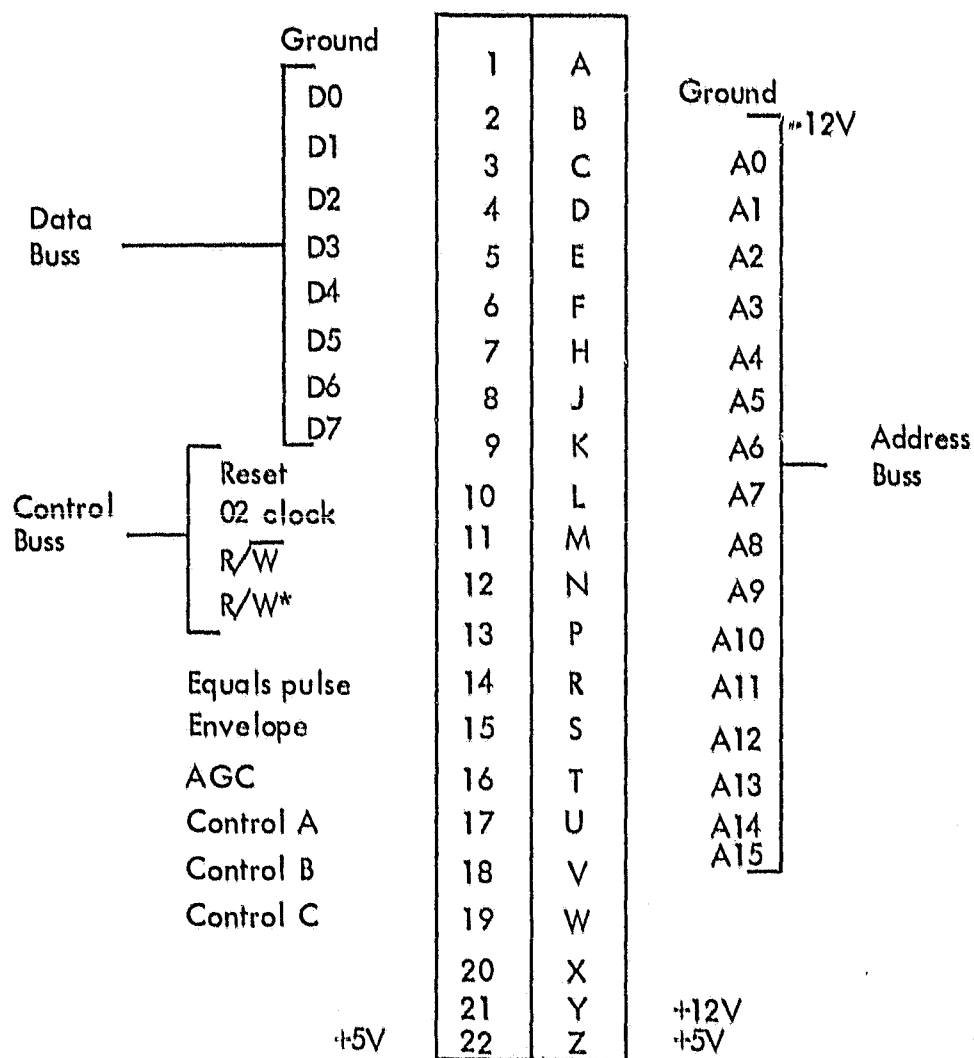 Ground
1 A
Ground
D0
2 B
-12V
D1
3 C
A0
D2
4 D
A1
Data
Buss
D3
5 E
A2
D4
6 F
A3
D5
7 H
A4
D6
8 J
A5
D7
9 K
A6
Address
Buss
Reset
10 L
A7
Control
Buss
02 clock
11 M
A8
R/W̅
12 N
A9
R/W*
13 P
A10
Equals pulse
14 R
A11
Envelope
15 S
A12
AGC
16 T
A13
Control A
17 U
A14
A15
Control B
18 V
Control C
19 W
20 X
21 Y
+12V
+5V
22 Z
+5V